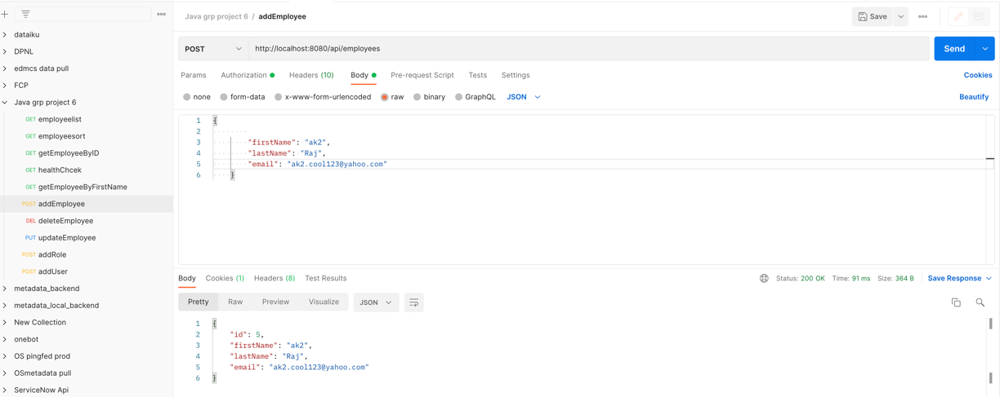 Java grp project 6 / addEmployee
Save
dataiku
DPNL
edmcs data pull
FCP
Java grp project 6
GET employeelist
GET employeesort
GET getEmployeeByID
GET healthChcek
GET getEmployeeByFirstName
POST addEmployee
DEL deleteEmployee
PUT updateEmployee
POST addRole
POST addUser
metadata_backend
metadata_local_backend
New Collection
onebot
OS pingfed prod
OSmetadata pull
ServiceNow Api
POST http://localhost:8080/api/employees Send
Params Authorization Headers (10) Body Pre-request Script Tests Settings Cookies
none form-data x-www-form-urlencoded raw binary GraphQL JSON Beautify
1 {
2
3 "firstName": "ak2",
4 "lastName": "Raj",
5 "email": "ak2.cool123@yahoo.com"
6 }
Body Cookies (1) Headers (8) Test Results Status: 200 OK Time: 91 ms Size: 364 B Save Response
Pretty Raw Preview Visualize JSON
1 {
2 "id": 5,
3 "firstName": "ak2",
4 "lastName": "Raj",
5 "email": "ak2.cool123@yahoo.com"
6 }